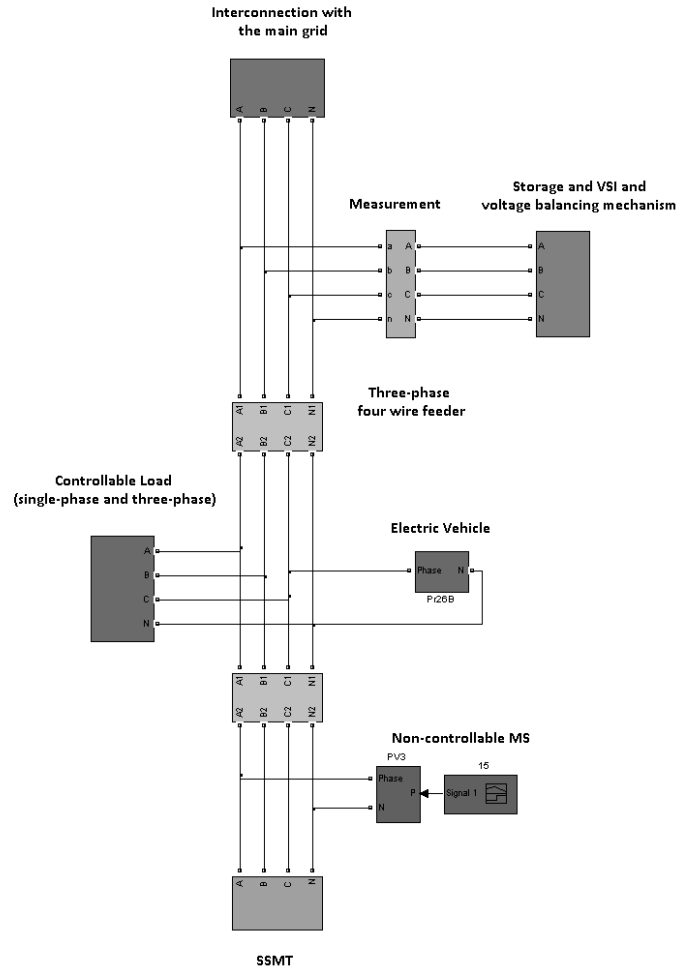 Interconnection with
the main grid
A B C N
Storage and VSI and
voltage balancing mechanism
Measurement
a A
b B
c C
n N
A
B
C
N
Three-phase
four wire feeder
A1 B1 C1 N1
A2 B2 C2 N2
Controllable Load
(single-phase and three-phase)
A
B
C
N
Electric Vehicle
Phase N
Pr26B
A1 B1 C1 N1
A2 B2 C2 N2
Non-controllable MS
PV3
Phase
P
N
15
Signal 1
A B C N
SSMT